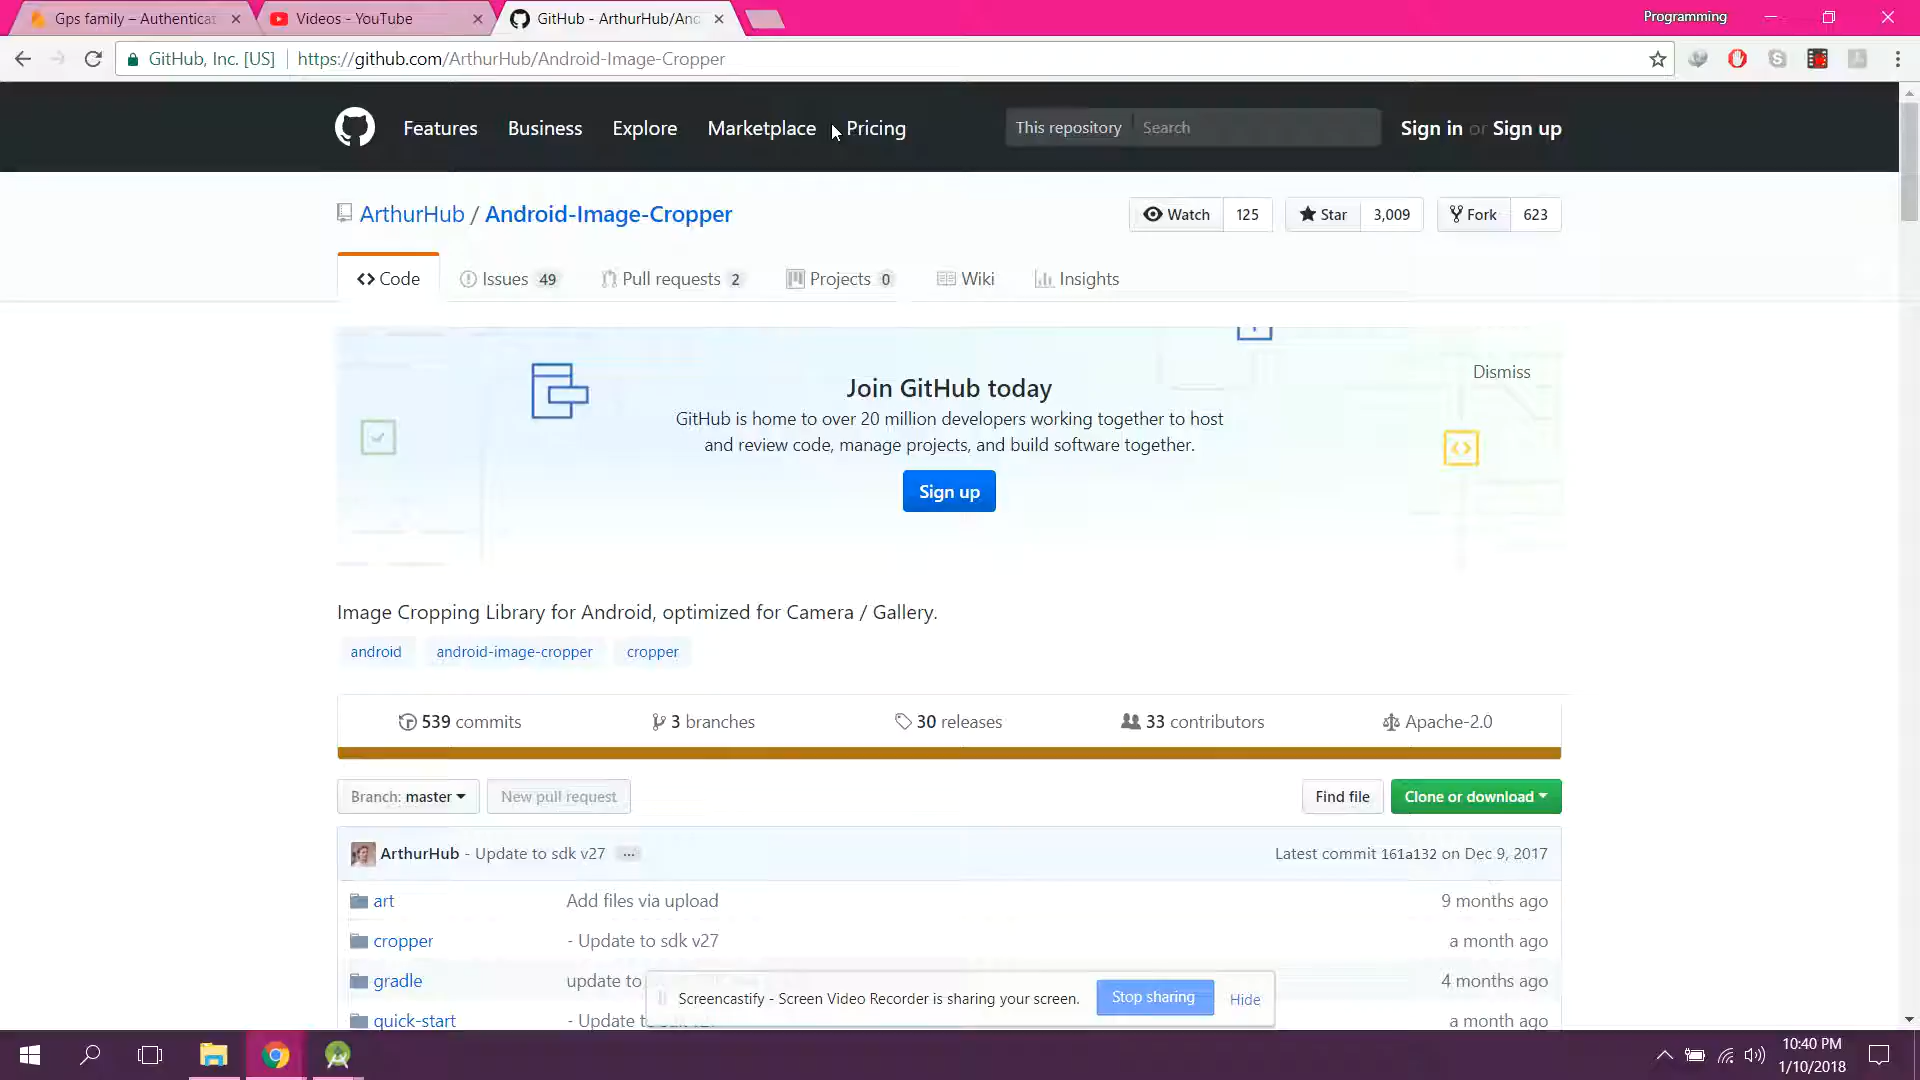 Gps family – Authenticat
Videos - YouTube
GitHub - ArthurHub/And
Programming
GitHub, Inc. [US]
https://github.com/ArthurHub/Android-Image-Cropper
Features
Business
Explore
Marketplace
Pricing
This repository
Search
Sign in or Sign up
ArthurHub / Android-Image-Cropper
Watch 125
Star 3,009
Fork 623
Code
Issues 49
Pull requests 2
Projects 0
Wiki
Insights
Join GitHub today
Dismiss
GitHub is home to over 20 million developers working together to host
and review code, manage projects, and build software together.
Sign up
Image Cropping Library for Android, optimized for Camera / Gallery.
android
android-image-cropper
cropper
539 commits
3 branches
30 releases
33 contributors
Apache-2.0
Branch: master
New pull request
Find file
Clone or download
ArthurHub - Update to sdk v27 ...
Latest commit 161a132 on Dec 9, 2017
art
Add files via upload
9 months ago
cropper
- Update to sdk v27
a month ago
gradle
update to
4 months ago
Screencastify - Screen Video Recorder is sharing your screen.
Stop sharing
Hide
quick-start
- Update t
a month ago
10:40 PM
1/10/2018